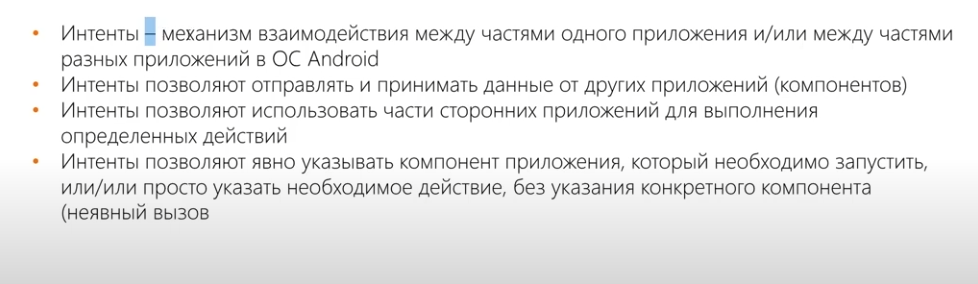 • Интенты – механизм взаимодействия между частями одного приложения и/или между частями
разных приложений в ОС Android
• Интенты позволяют отправлять и принимать данные от других приложений (компонентов)
• Интенты позволяют использовать части сторонних приложений для выполнения
определенных действий
• Интенты позволяют явно указывать компонент приложения, который необходимо запустить,
или/или просто указать необходимое действие, без указания конкретного компонента
(неявный вызов